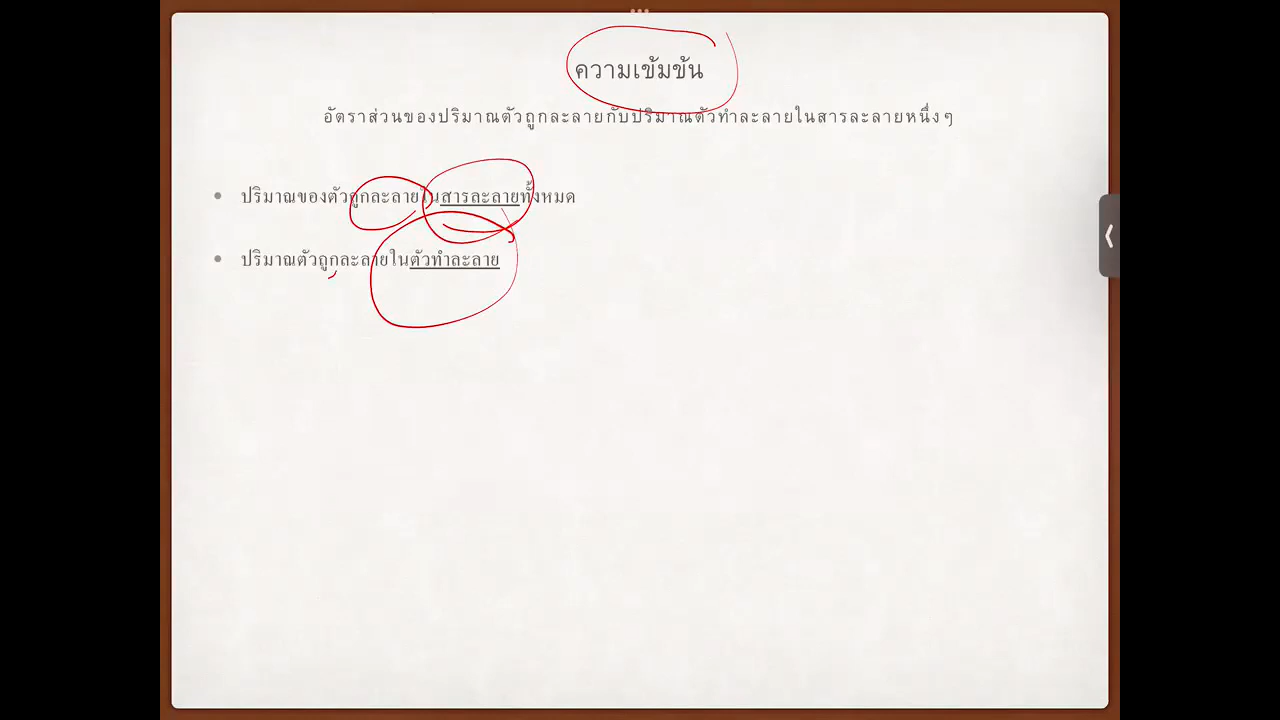 ความเข้มข้น
อัตราส่วนของปริมาณตัวถูกละลายกับปริมาณตัวทำละลายในสารละลายหนึ่งๆ
• ปริมาณของตัวถูกละลายในสารละลายทั้งหมด
• ปริมาณตัวถูกละลายในตัวทำละลาย